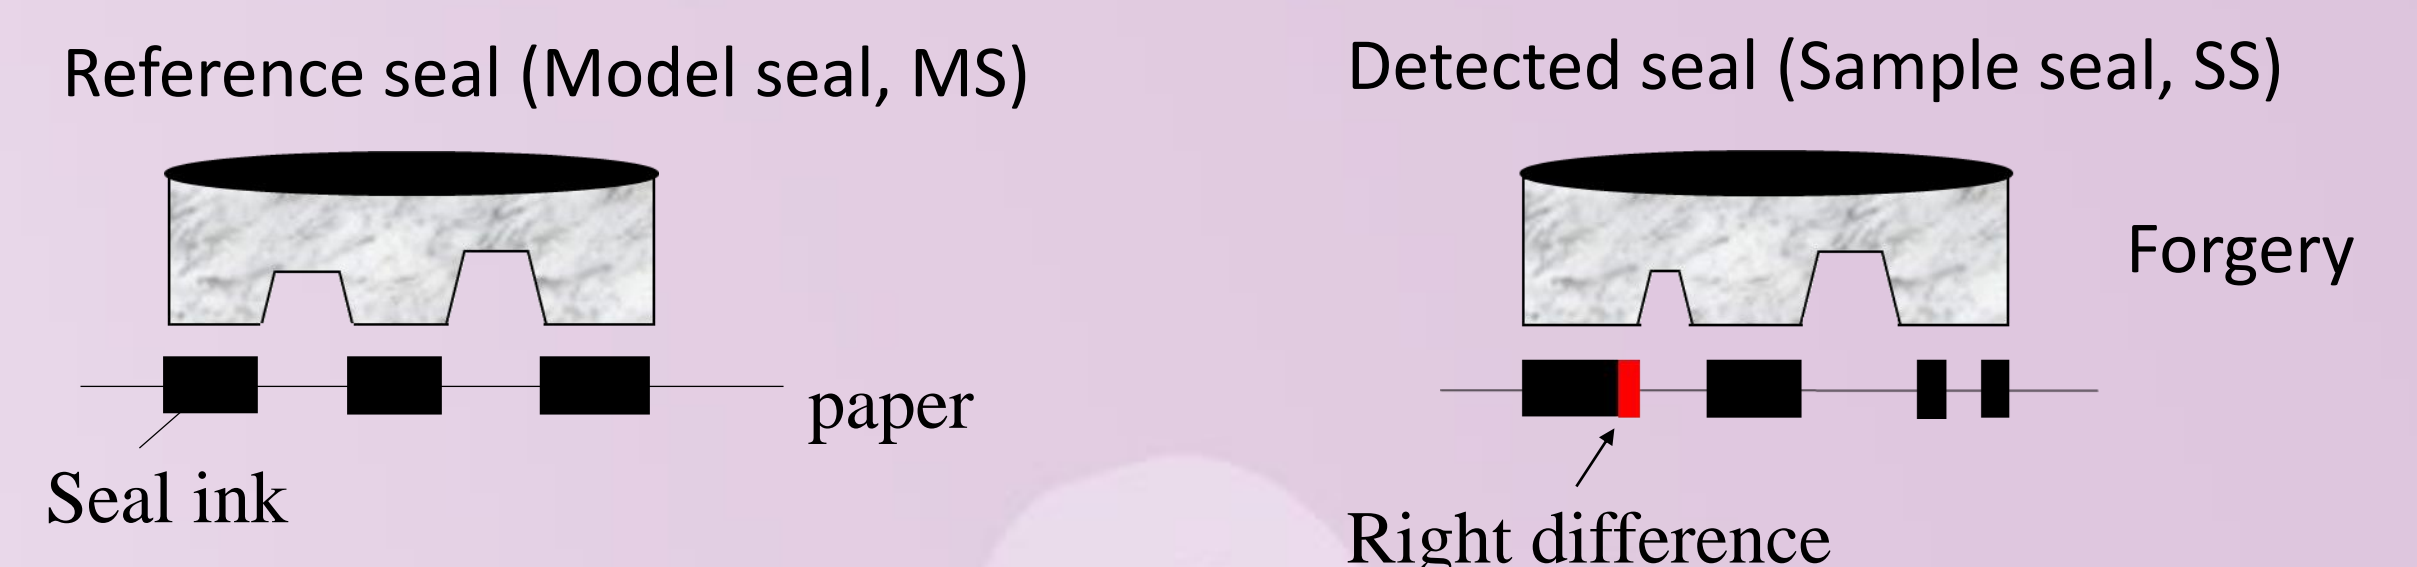 Reference seal (Model seal, MS)
Detected seal (Sample seal, SS)
Forgery
paper
Seal ink
Right difference